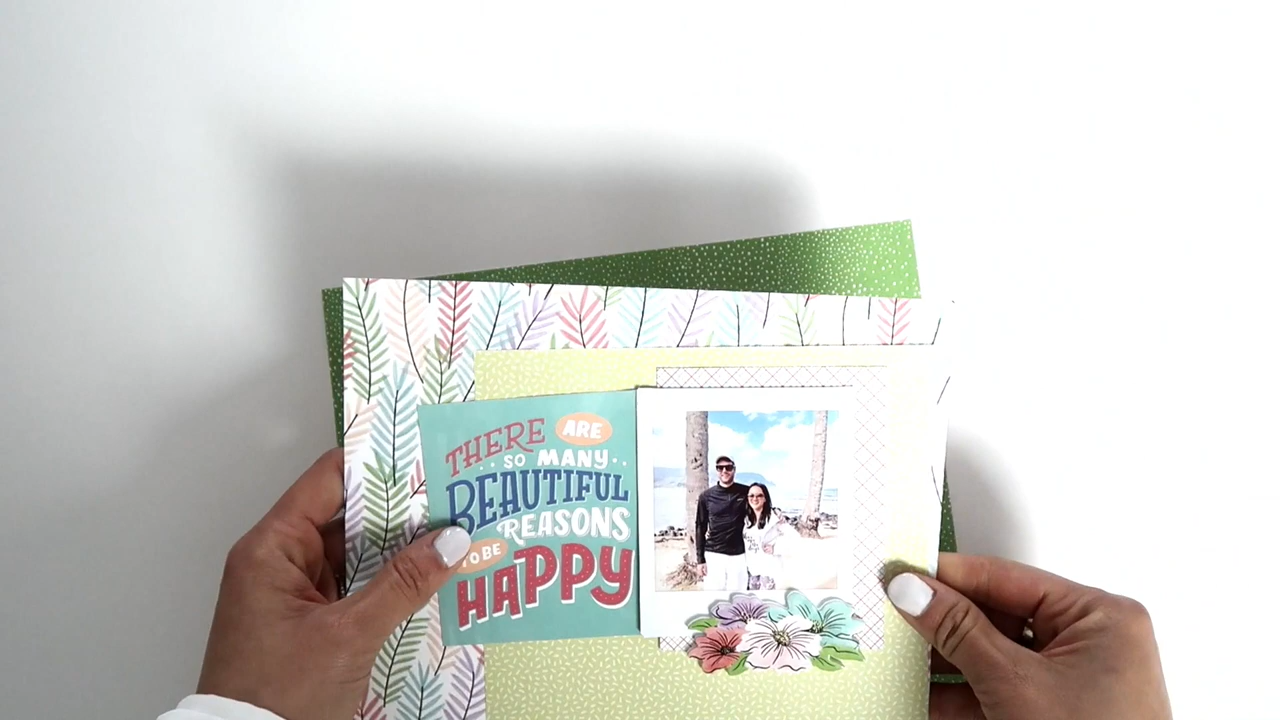 THERE ARE
SO MANY
BEAUTIFUL
REASONS
TO BE
HAPPY